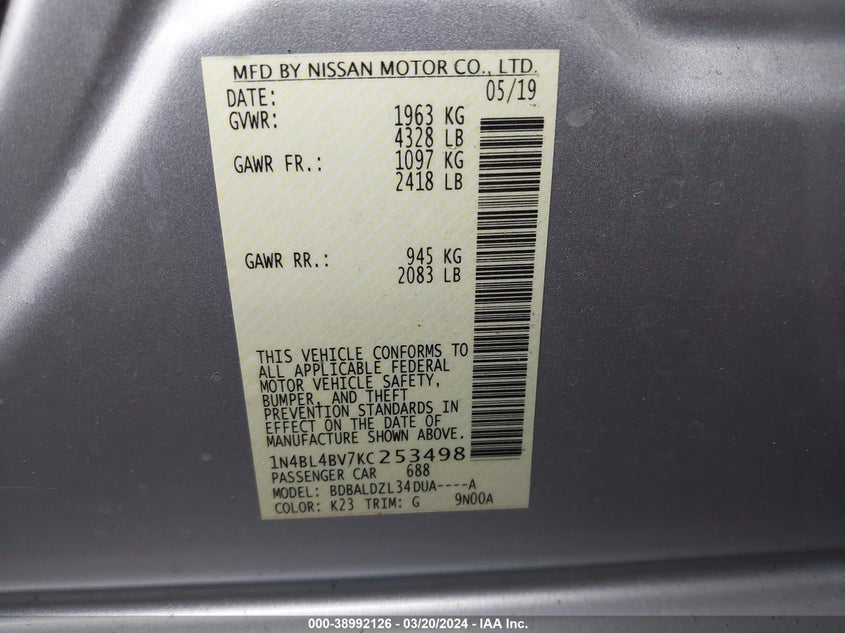 MFD BY NISSAN MOTOR CO., LTD.
DATE: 05/19
GVWR: 1963 KG
4328 LB
GAWR FR.: 1097 KG
2418 LB
GAWR RR.: 945 KG
2083 LB
THIS VEHICLE CONFORMS TO
ALL APPLICABLE FEDERAL
MOTOR VEHICLE SAFETY,
BUMPER, AND THEFT
PREVENTION STANDARDS IN
EFFECT ON THE DATE OF
MANUFACTURE SHOWN ABOVE.
1N4BL4BV7KC253498
PASSENGER CAR 688
MODEL: BDBALDZL34DUA----A
COLOR: K23 TRIM: G 9N00A
000-38992126 - 03/20/2024 - IAA Inc.